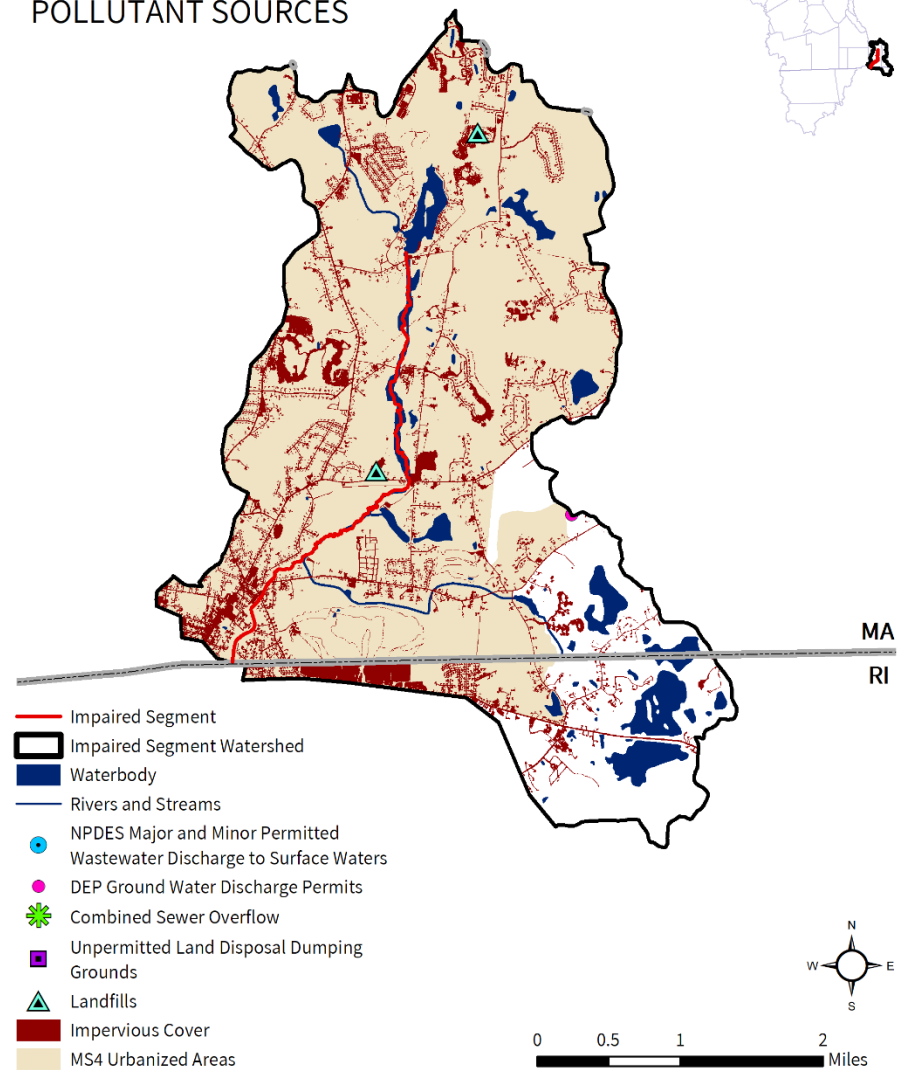 POLLUTANT SOURCES
MA
RI
Impaired Segment
Impaired Segment Watershed
Waterbody
Rivers and Streams
NPDES Major and Minor Permitted
Wastewater Discharge to Surface Waters
DEP Ground Water Discharge Permits
Combined Sewer Overflow
Unpermitted Land Disposal Dumping
Grounds
Landfills
Impervious Cover
MS4 Urbanized Areas
N
W E
S
0 0.5 1 2
Miles